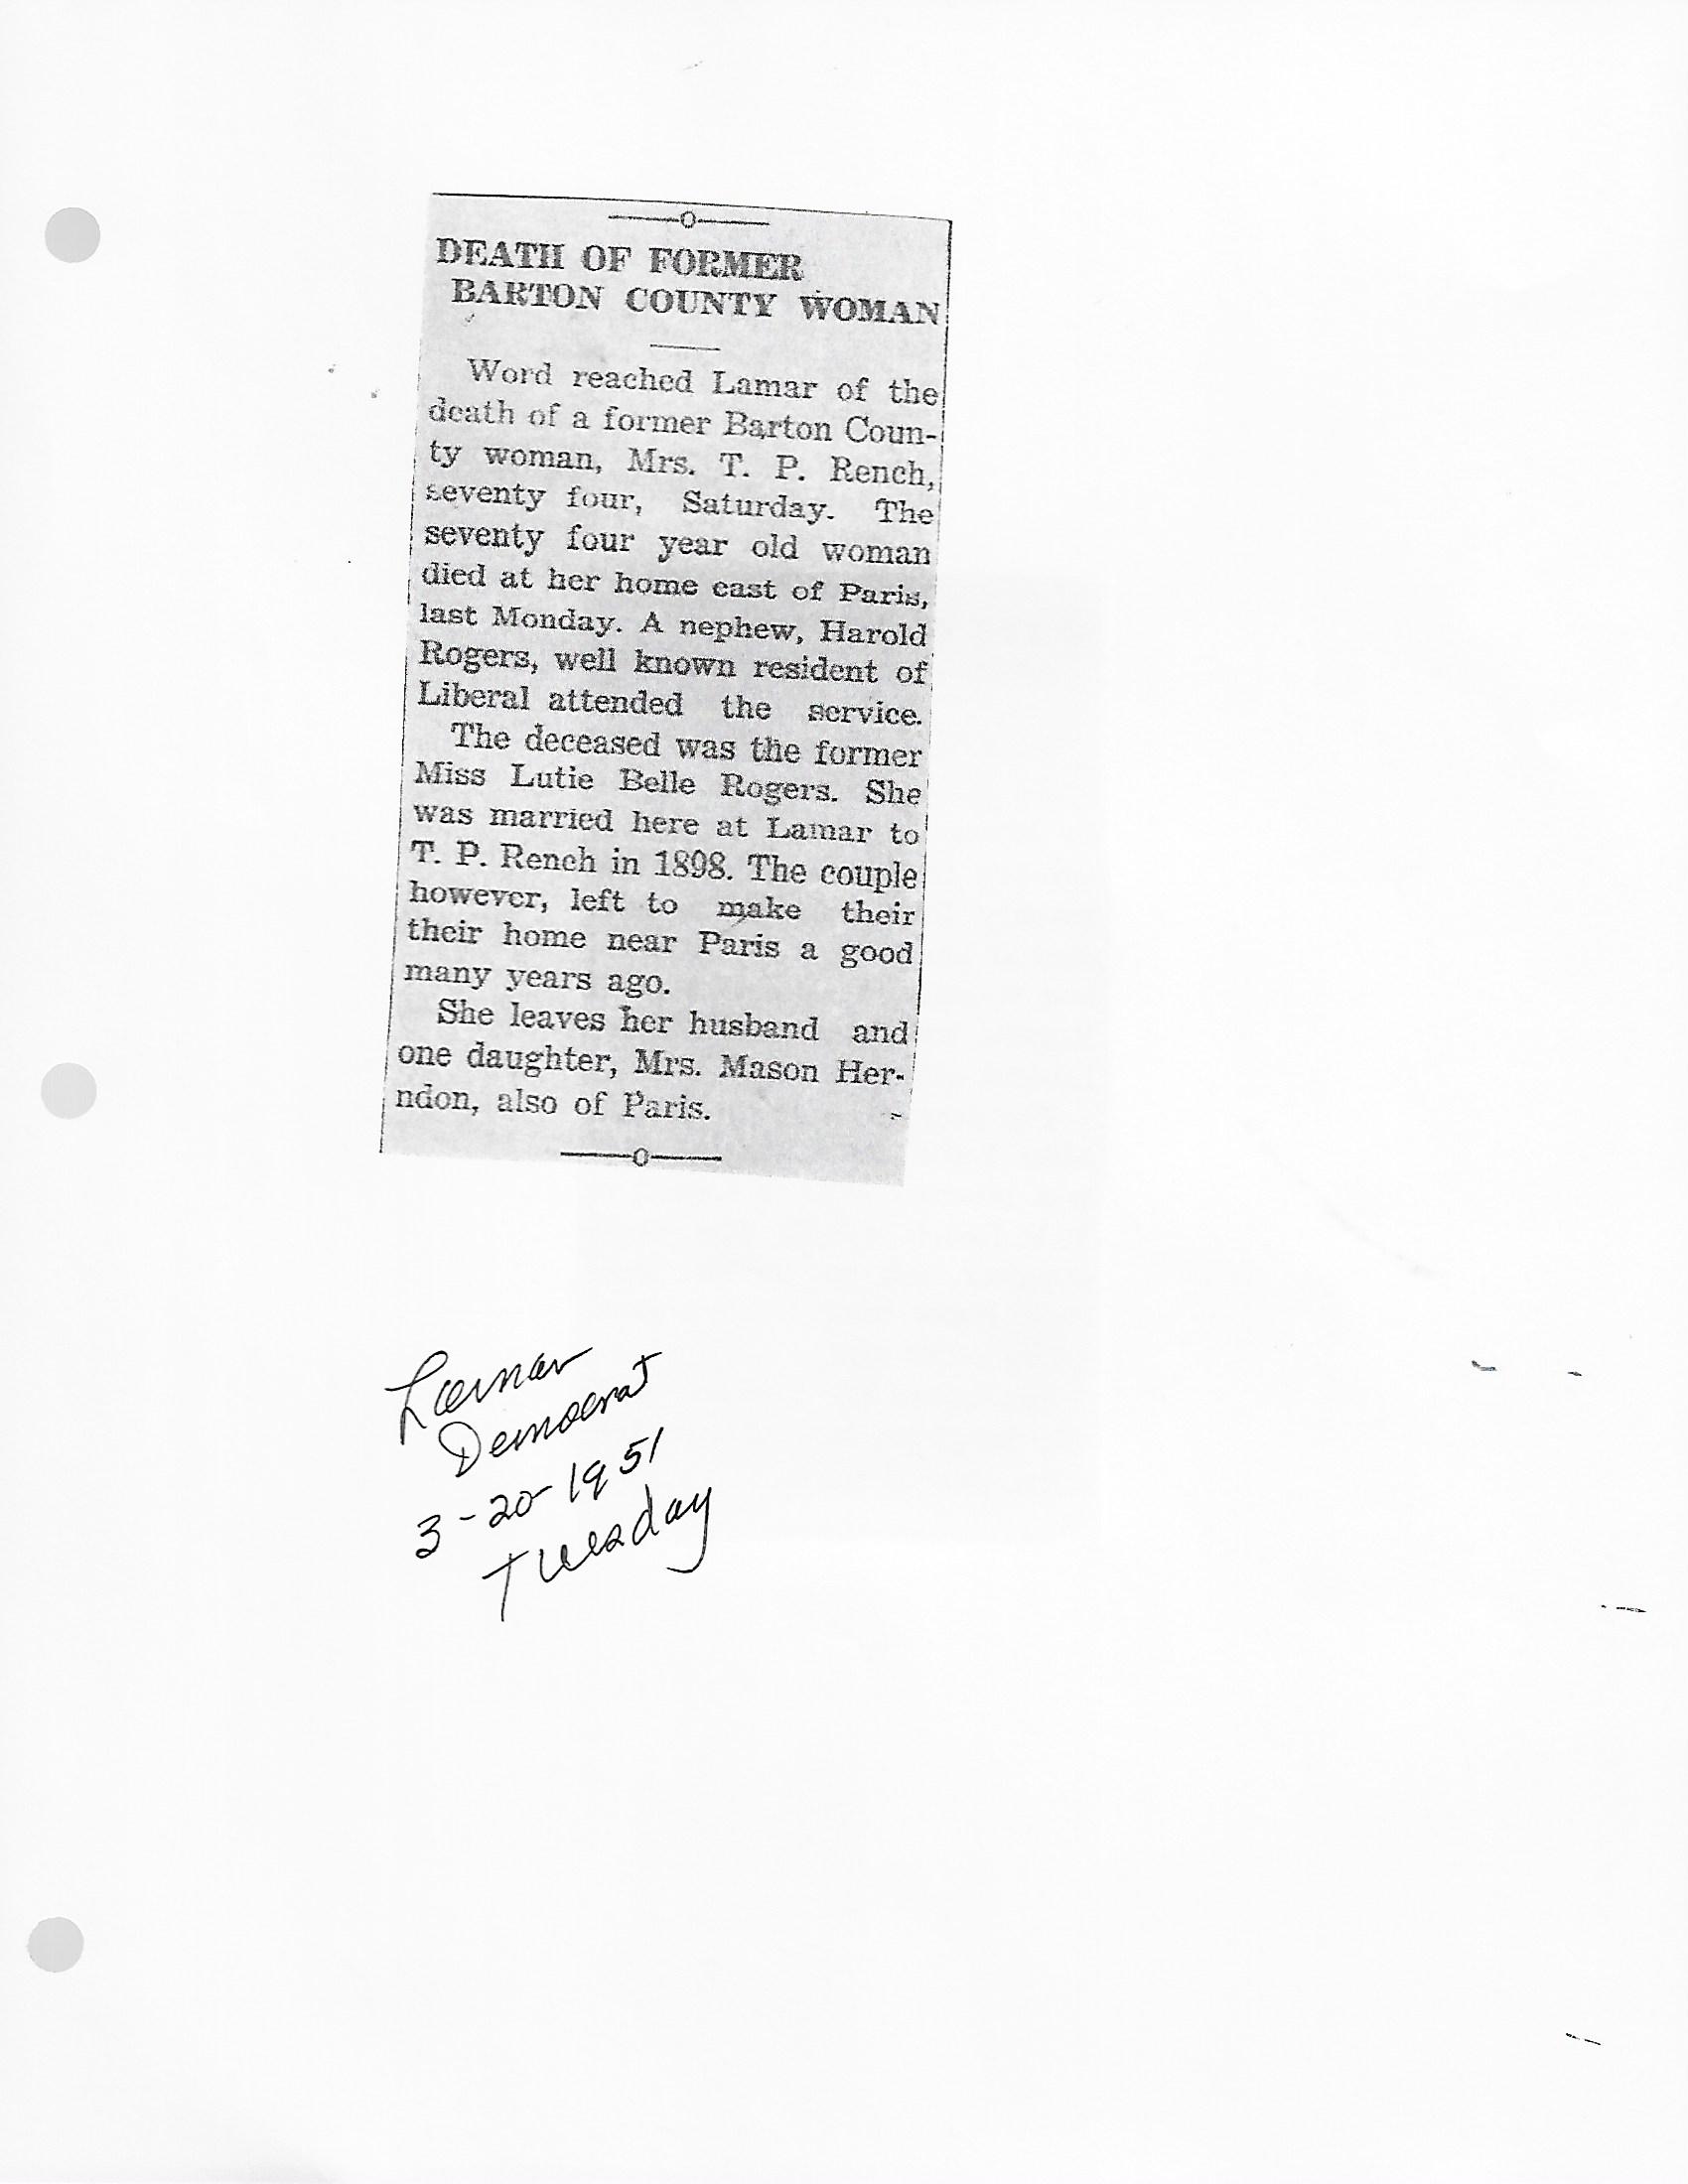 DEATH OF FORMER
BARTON COUNTY WOMAN
Word reached Lamar of the
death of a former Barton Coun-
ty woman, Mrs. T. P. Rench,
seventy four, Saturday. The
seventy four year old woman
died at her home east of Paris,
last Monday. A nephew, Harold
Rogers, well known resident of
Liberal attended the service.
The deceased was the former
Miss Lutie Belle Rogers. She
was married here at Lamar to
T. P. Rench in 1898. The couple
however, left to make their
their home near Paris a good
many years ago.
She leaves her husband and
one daughter, Mrs. Mason Her-
ndon, also of Paris.
Lamar
Democrat
3-20-1951
Tuesday